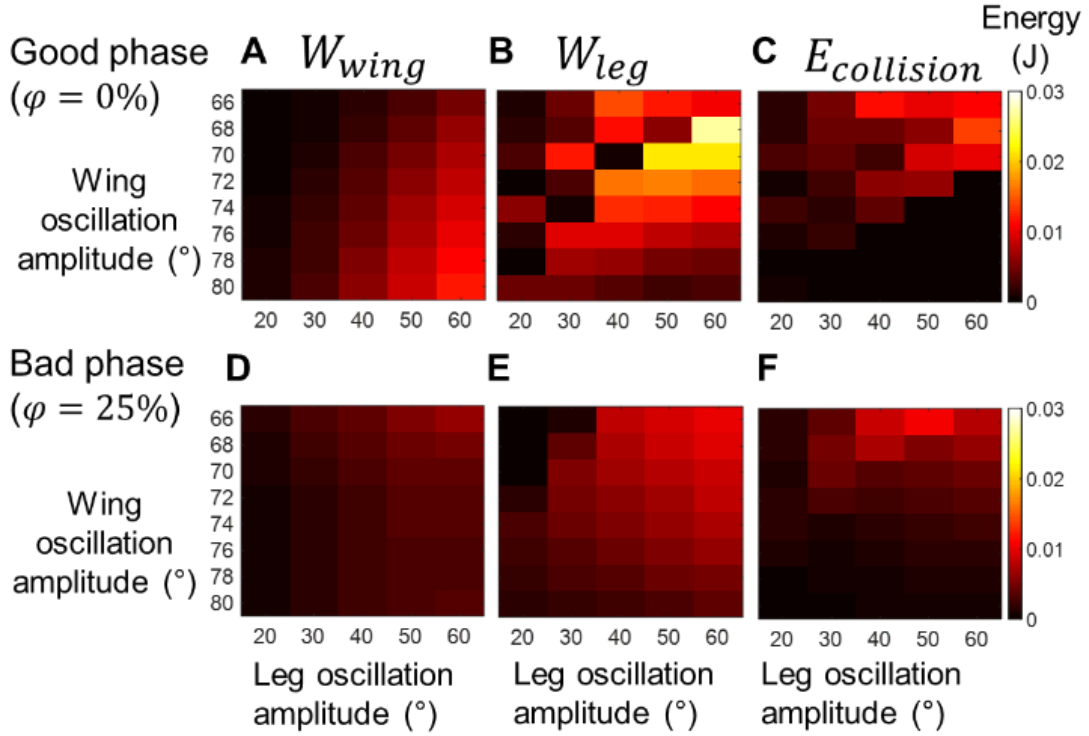 Energy
(J)
Good phase
(φ = 0%)
A W_wing B W_leg C E_collision
Wing
oscillation
amplitude (°)
66
68
70
72
74
76
78
80
20 30 40 50 60
20 30 40 50 60
20 30 40 50 60
0.03
0.02
0.01
0
Bad phase
(φ = 25%)
D E F
Wing
oscillation
amplitude (°)
66
68
70
72
74
76
78
80
20 30 40 50 60
20 30 40 50 60
20 30 40 50 60
0.03
0.02
0.01
0
Leg oscillation
amplitude (°)
Leg oscillation
amplitude (°)
Leg oscillation
amplitude (°)